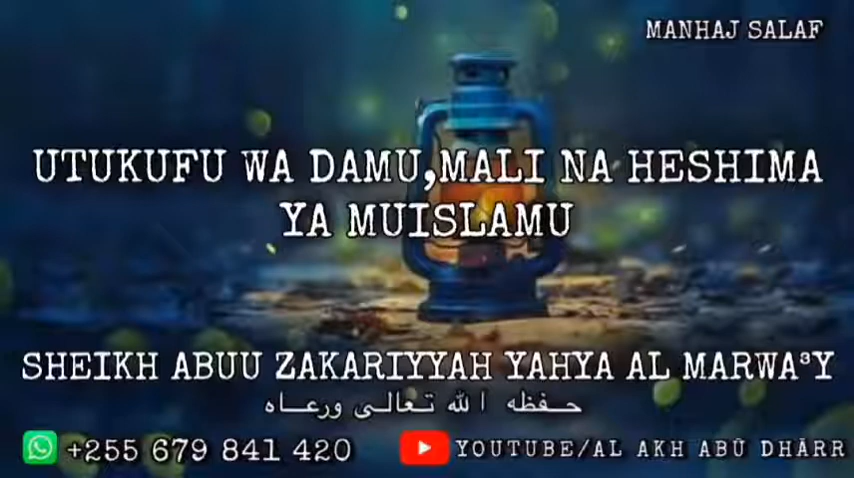 MANHAJ SALAF
UTUKUFU WA DAMU,MALI NA HESHIMA
YA MUISLAMU
SHEIKH ABUU ZAKARIYYAH YAHYA AL MARWA³Y
حفظه الله تعالى ورعاه
+255 679 841 420
YOUTUBE/AL AKH ABŪ DHĀRR